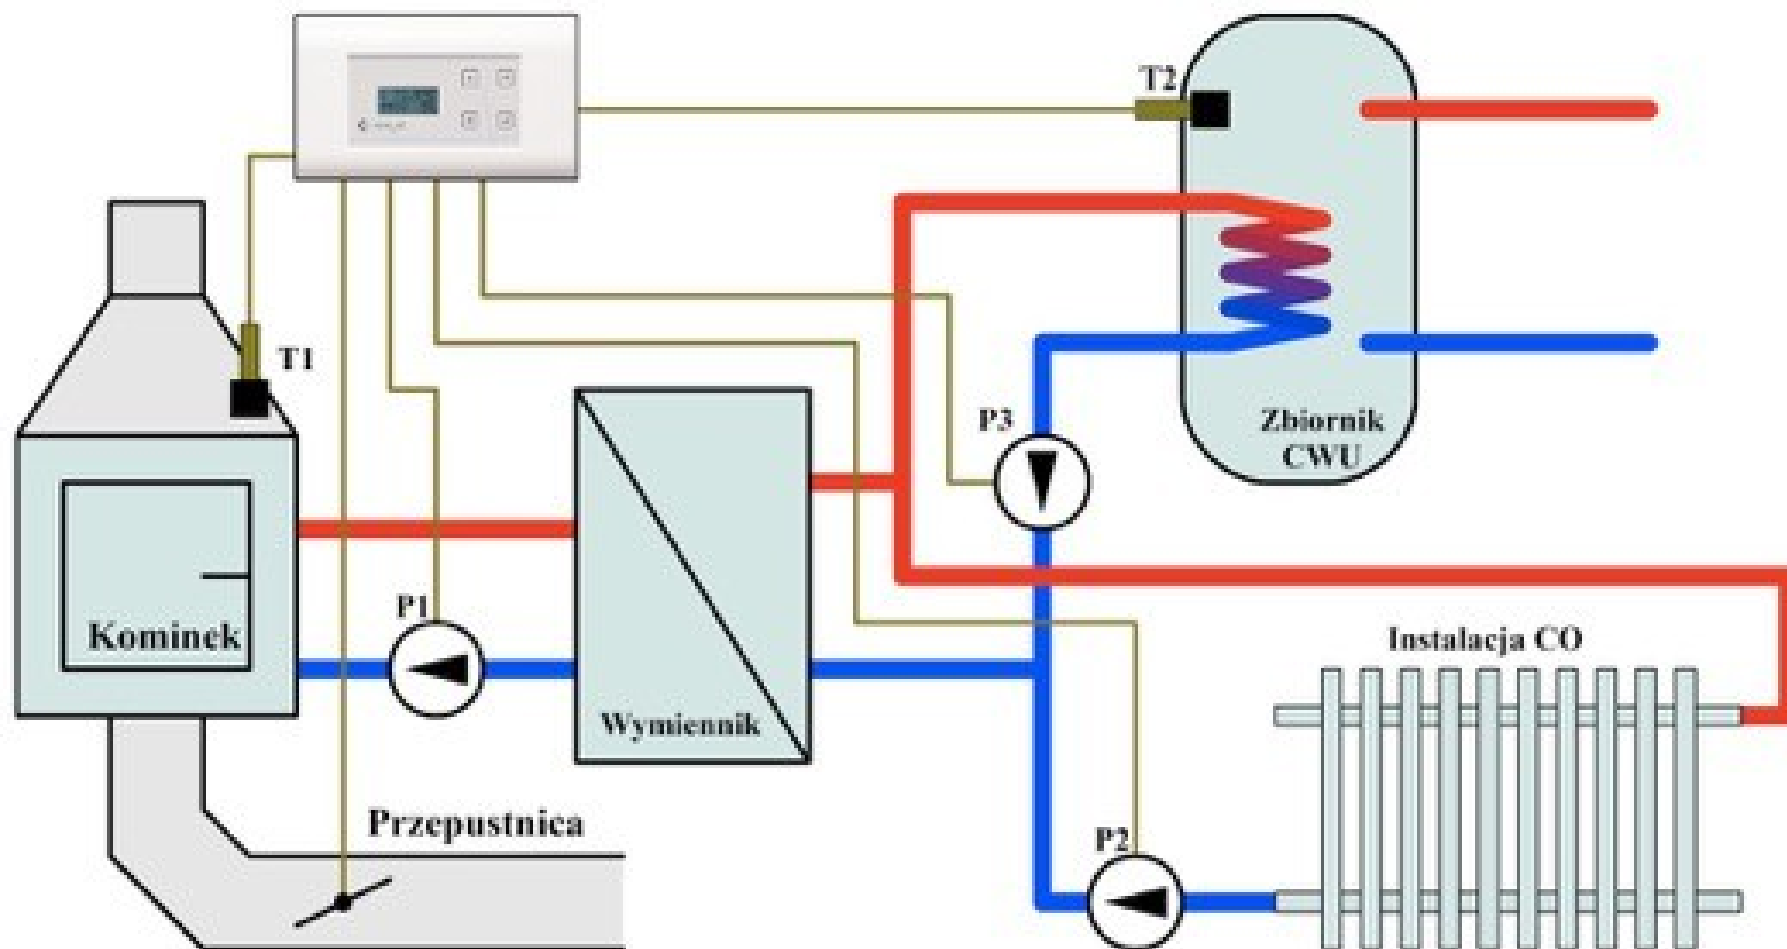 T2
T1
P3
Zbiornik
CWU
P1
Kominek
Instalacja CO
Wymiennik
Przepustnica
P2